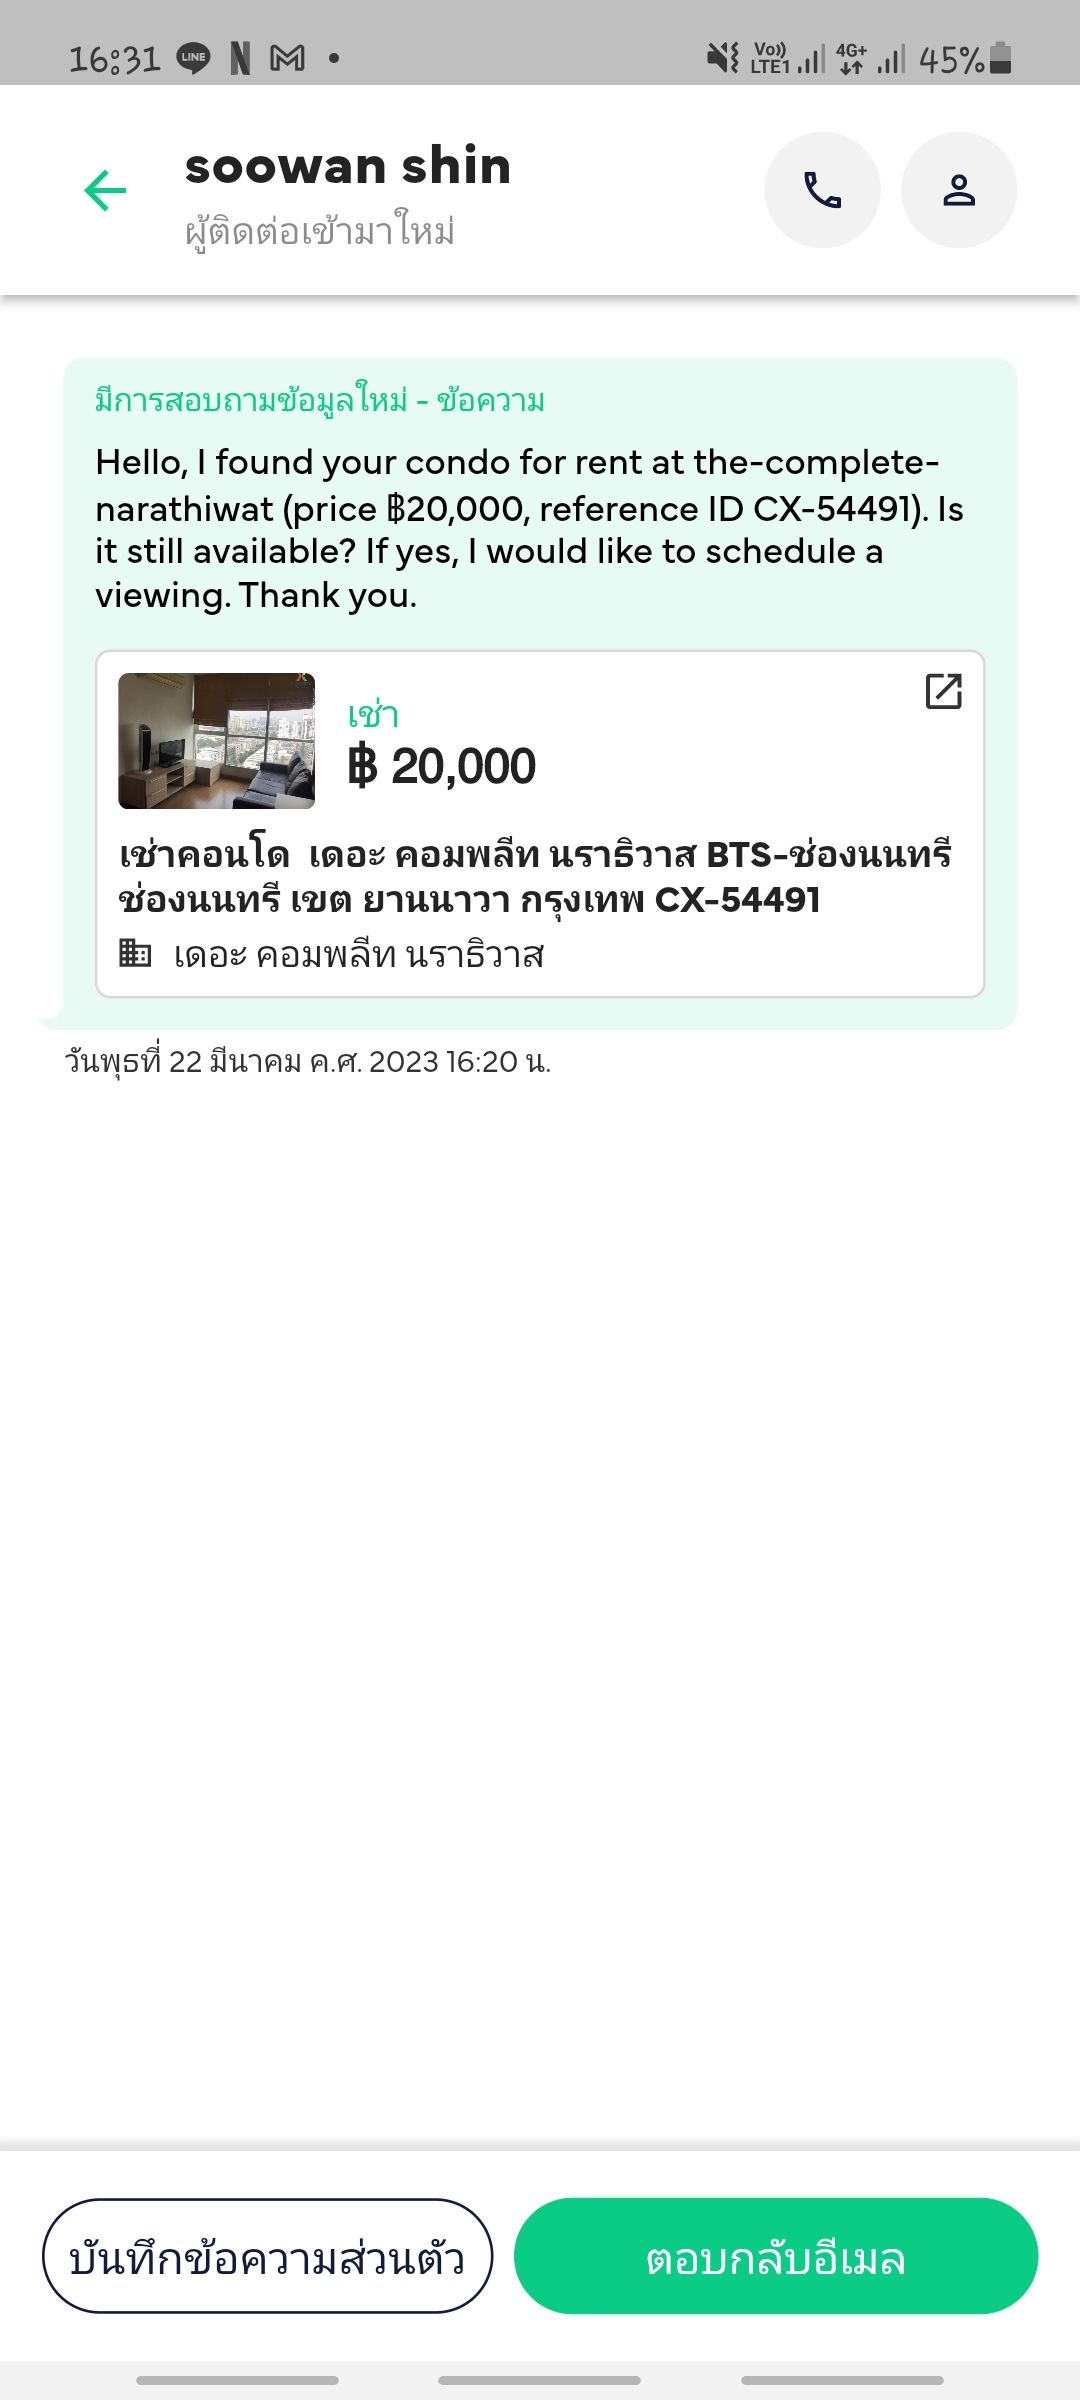 16:31
LINE
N
Vo))
LTE1
4G+
45%
soowan shin
ผู้ติดต่อเข้ามาใหม่
มีการสอบถามข้อมูลใหม่ - ข้อความ
Hello, I found your condo for rent at the-complete-
narathiwat (price ฿20,000, reference ID CX-54491). Is
it still available? If yes, I would like to schedule a
viewing. Thank you.
เช่า
฿ 20,000
เช่าคอนโด เดอะ คอมพลีท นราธิวาส BTS-ช่องนนทรี
ช่องนนทรี เขต ยานนาวา กรุงเทพ CX-54491
เดอะ คอมพลีท นราธิวาส
วันพุธที่ 22 มีนาคม ค.ศ. 2023 16:20 น.
บันทึกข้อความส่วนตัว
ตอบกลับอีเมล